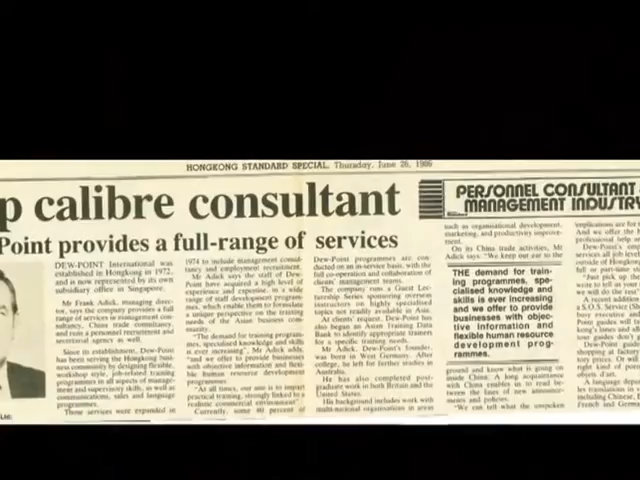 HONGKONG STANDARD SPECIAL, Thursday, June 26, 1986
p calibre consultant
Point provides a full-range of services
PERSONNEL CONSULTANT
MANAGEMENT INDUSTRY
DEW-POINT International was
established in Hongkong in 1972,
and is now represented by its own
subsidiary office in Singapore.
Mr Frank Adick, managing direc-
tor, says the company provides a full
range of services in management con-
sultancy, China trade consultancy,
and runs a personnel recruitment and
secretarial agency as well.
Since its establishment, Dew-Point
has been serving the Hongkong busi-
ness community by designing flexible,
workshop style, job-related training
programmes in all aspects of manage-
ment and supervisory skills, as well as
communications, sales and language
programmes.
Those services were expanded in
1974 to include management consul-
tancy and employment recruitment.
Mr Adick says the staff of Dew-
Point have acquired a high level of
experience and expertise, in a wide
range of staff development program-
mes, which enable them to formulate
a unique perspective on the training
needs of the Asian business com-
munity.
"The demand for training program-
mes, specialised knowledge and skills
is ever increasing", Mr Adick adds,
"and we offer to provide businesses
with objective information and flexi-
ble human resource development
programmes.
"At all times, our aim is to impart
practical training, strongly linked to a
realistic commercial environment".
Currently, some 80 percent of
Dew-Point programmes are con-
ducted on an in-service basis, with the
full co-operation and collaboration of
clients' management teams.
The company runs a Guest Lec-
turership Series sponsoring overseas
instructors on highly specialised
topics not readily available in Asia.
At clients' request, Dew-Point has
also begun an Asian Training Data
Bank to identify appropriate trainers
for a specific training needs.
Mr Adick, Dew-Point's founder,
was born in West Germany. After
college, he left for further studies in
Australia.
He has also completed post-
graduate work in Britain and the
United States.
His background includes work with
multi-national organisations in areas
such as organisational development,
marketing, and productivity improve-
ment.
On its China trade activities, Mr
Adick says: "We keep our ear to the
THE demand for train-
ing programmes, spe-
cialised knowledge and
skills is ever increasing
and we offer to provide
businesses with objec-
tive information and
flexible human resource
development prog-
rammes.
ground and know what is going on
inside China. A long acquaintance
with China enables us to read be-
tween the lines of new announce-
ments and policies.
"We can tell what the unspoken
implications are for
And we offer the
professional help
Dew-Point's
services all job level
outside of Hongkong
full or part-time
"Just pick up the
write to tell us your
we will do the rest
A recent addition
a S.O.S. Service (Sh
busy executive and
Point guides will
kong's times and sh
tour guides don't
Dew-Point guide
shopping at factory
tory prices. Or wil
right kind of porce
objects d'art.
A language depa
les translations in
including Chinese,
French and Germa